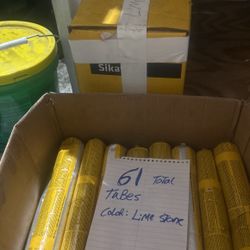 Sika
61 Total
Tubes
Color: Lime Stone